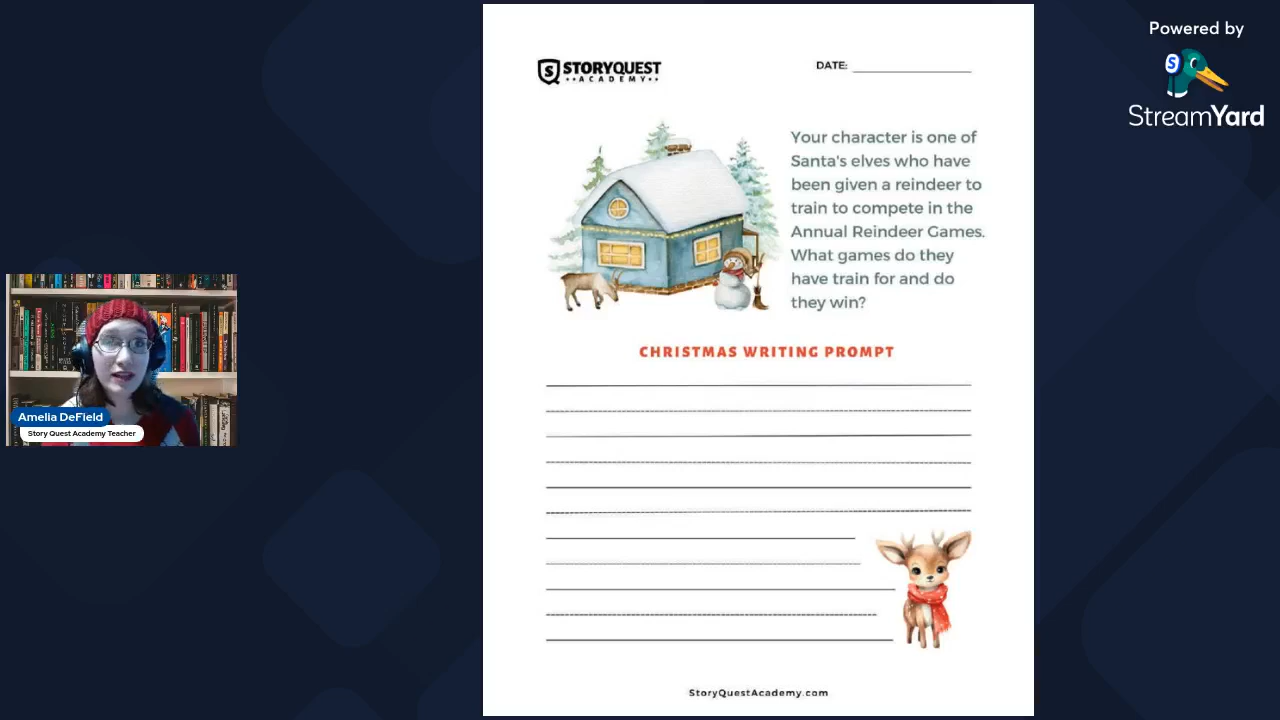 Powered by
StreamYard
STORYQUEST
ACADEMY
DATE:
Your character is one of
Santa's elves who have
been given a reindeer to
train to compete in the
Annual Reindeer Games.
What games do they
have train for and do
they win?
CHRISTMAS WRITING PROMPT
Amelia DeField
Story Quest Academy Teacher
StoryQuestAcademy.com